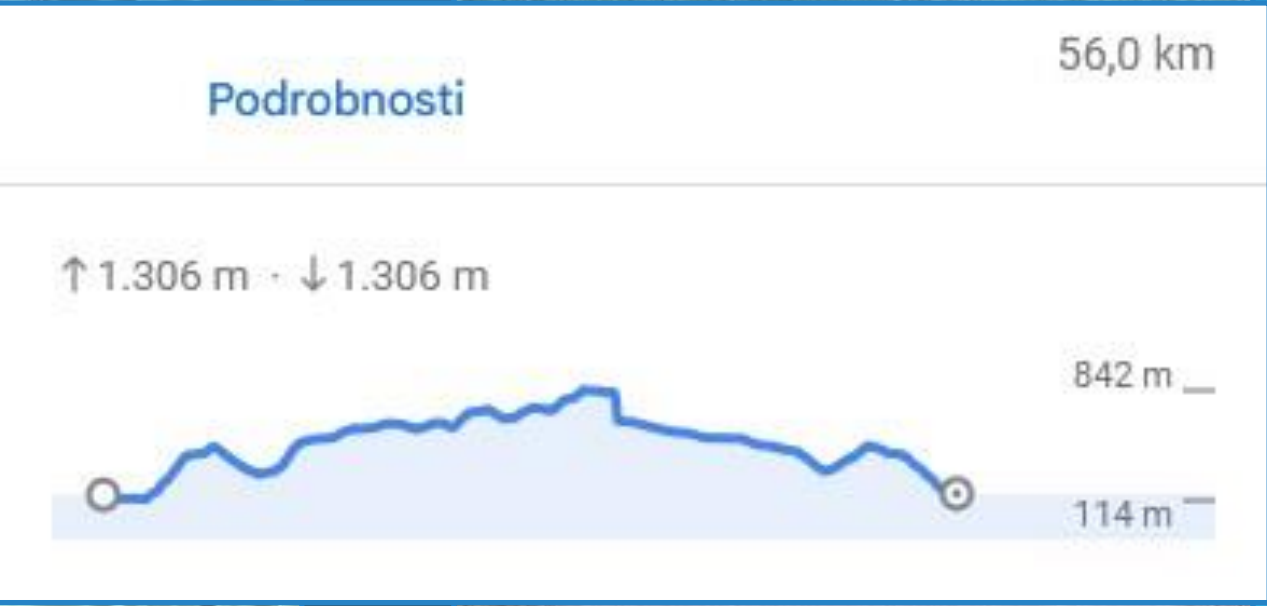 56,0 km
Podrobnosti
↑ 1.306 m · ↓ 1.306 m
842 m
114 m